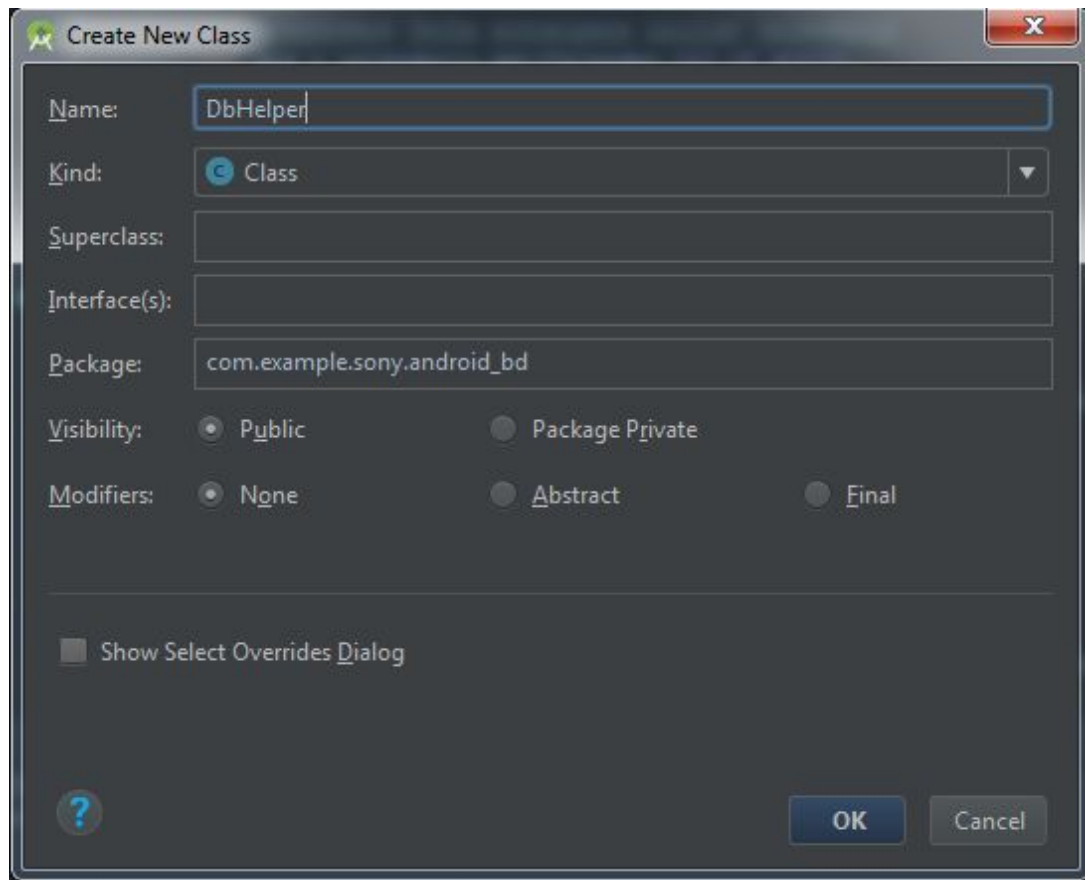 Create New Class
Name: DbHelper
Kind: C Class
Superclass:
Interface(s):
Package: com.example.sony.android_bd
Visibility: Public Package Private
Modifiers: None Abstract Final
Show Select Overrides Dialog
? OK Cancel